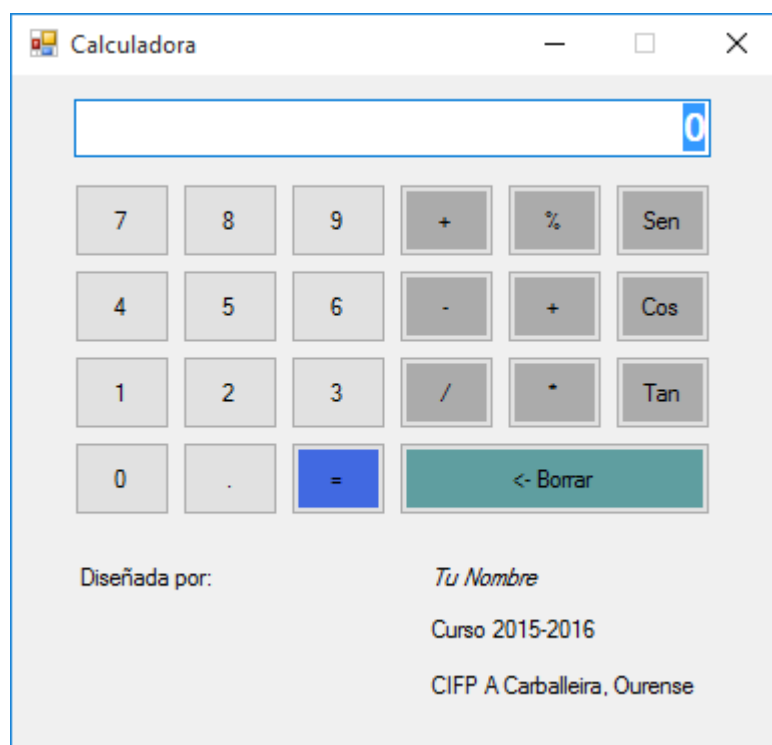 Calculadora
0
7 8 9 + % Sen
4 5 6 - + Cos
1 2 3 / * Tan
0 . = <- Borrar
Diseñada por: Tu Nombre
Curso 2015-2016
CIFP A Carballeira, Ourense